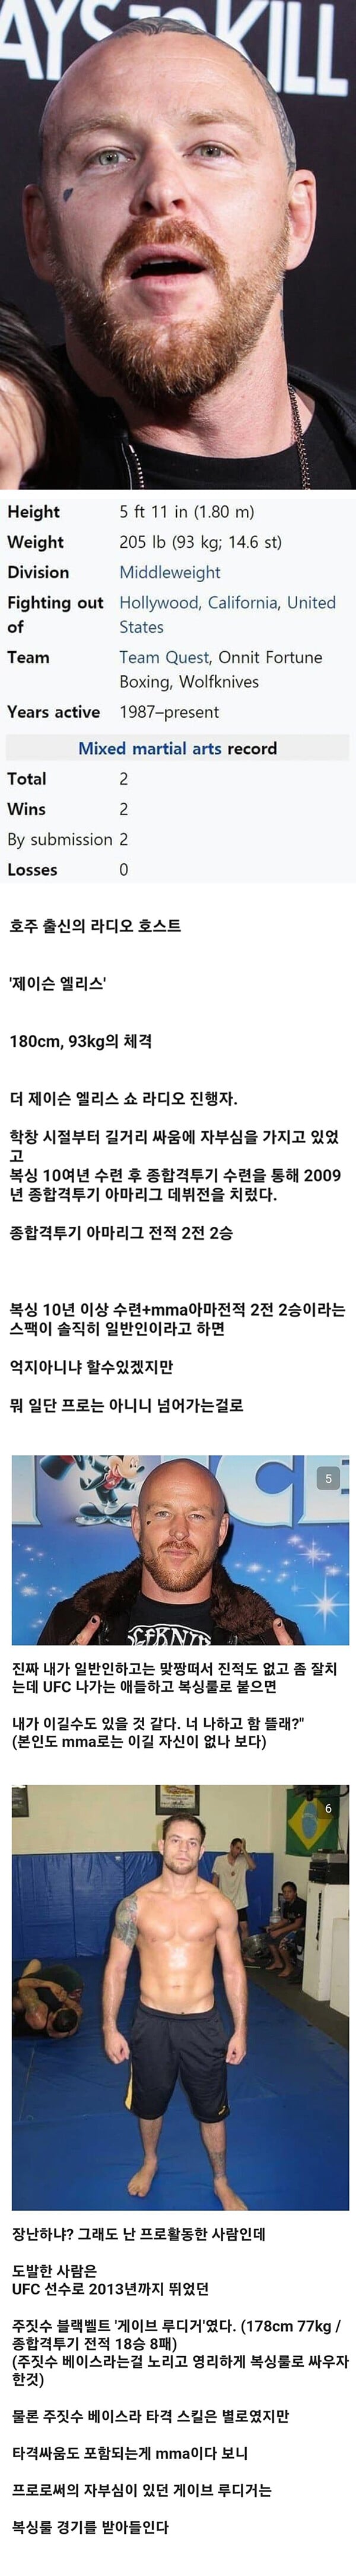 AYS TO KILL
Height 5 ft 11 in (1.80 m)
Weight 205 lb (93 kg; 14.6 st)
Division Middleweight
Fighting out Hollywood, California, United
of States
Team Team Quest, Onnit Fortune
Boxing, Wolfknives
Years active 1987–present
Mixed martial arts record
Total 2
Wins 2
By submission 2
Losses 0
호주 출신의 라디오 호스트
'제이슨 엘리스'
180cm, 93kg의 체격
더 제이슨 엘리스 쇼 라디오 진행자.
학창 시절부터 길거리 싸움에 자부심을 가지고 있었
고
복싱 10여년 수련 후 종합격투기 수련을 통해 2009
년 종합격투기 아마리그 데뷔전을 치렀다.
종합격투기 아마리그 전적 2전 2승
복싱 10년 이상 수련+mma아마전적 2전 2승이라는
스팩이 솔직히 일반인이라고 하면
억지아니냐 할수있겠지만
뭐 일단 프로는 아니니 넘어가는걸로
ICE
5
진짜 내가 일반인하고는 맞짱떠서 진적도 없고 좀 잘치
는데 UFC 나가는 애들하고 복싱룰로 붙으면
내가 이길수도 있을 것 같다. 너 나하고 함 뜰래?"
(본인도 mma로는 이길 자신이 없나 보다)
6
장난하냐? 그래도 난 프로활동한 사람인데
도발한 사람은
UFC 선수로 2013년까지 뛰었던
주짓수 블랙벨트 '게이브 루디거'였다. (178cm 77kg /
종합격투기 전적 18승 8패)
(주짓수 베이스라는걸 노리고 영리하게 복싱룰로 싸우자
한것)
물론 주짓수 베이스라 타격 스킬은 별로였지만
타격싸움도 포함되는게 mma이다 보니
프로로써의 자부심이 있던 게이브 루디거는
복싱룰 경기를 받아들인다